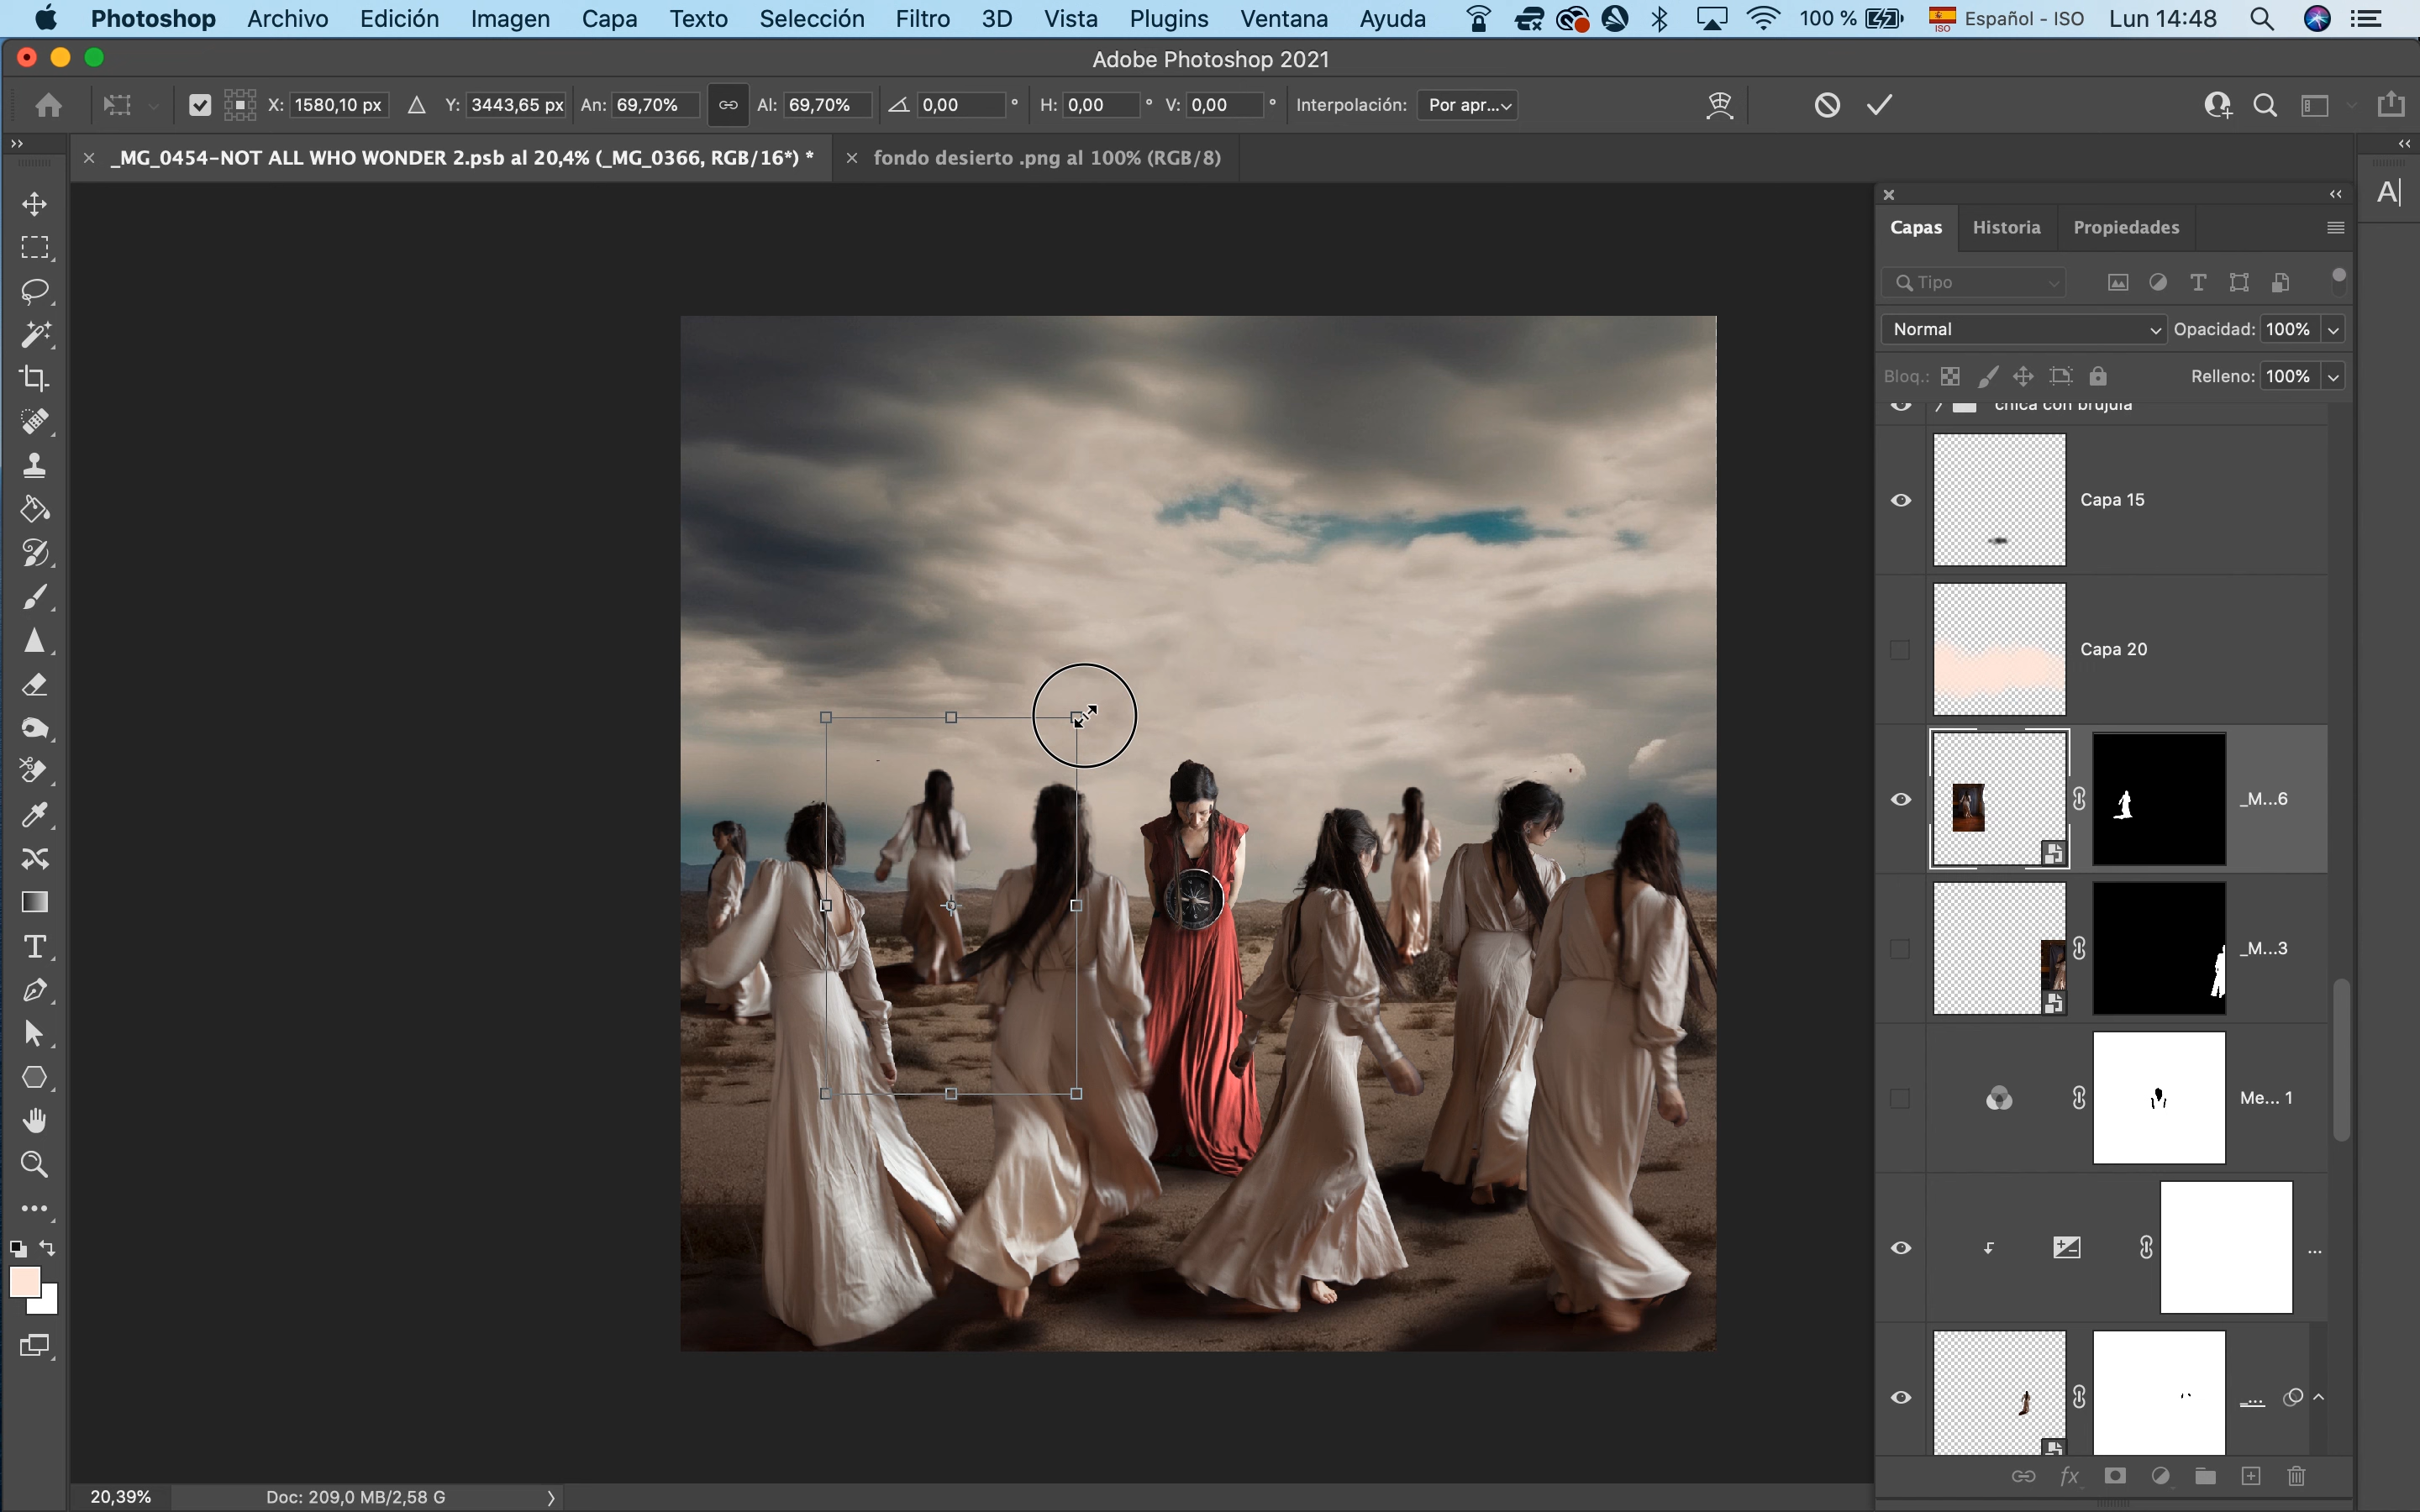 Photoshop Archivo Edición Imagen Capa Texto Selección Filtro 3D Vista Plugins Ventana Ayuda 100 % ISO Español - ISO Lun 14:48
Adobe Photoshop 2021
X: 1580,10 px Y: 3443,65 px An: 69,70% Al: 69,70% 0,00 ° H: 0,00 ° V: 0,00 ° Interpolación: Por apr...
_MG_0454-NOT ALL WHO WONDER 2.psb al 20,4% (_MG_0366, RGB/16*) *
fondo desierto .png al 100% (RGB/8)
A|
Capas Historia Propiedades
Tipo
Normal Opacidad: 100%
Bloq.: Relleno: 100%
chica con brujula
Capa 15
Capa 20
_M...6
_M...3
Me... 1
...
_...
fx
20,39% Doc: 209,0 MB/2,58 G